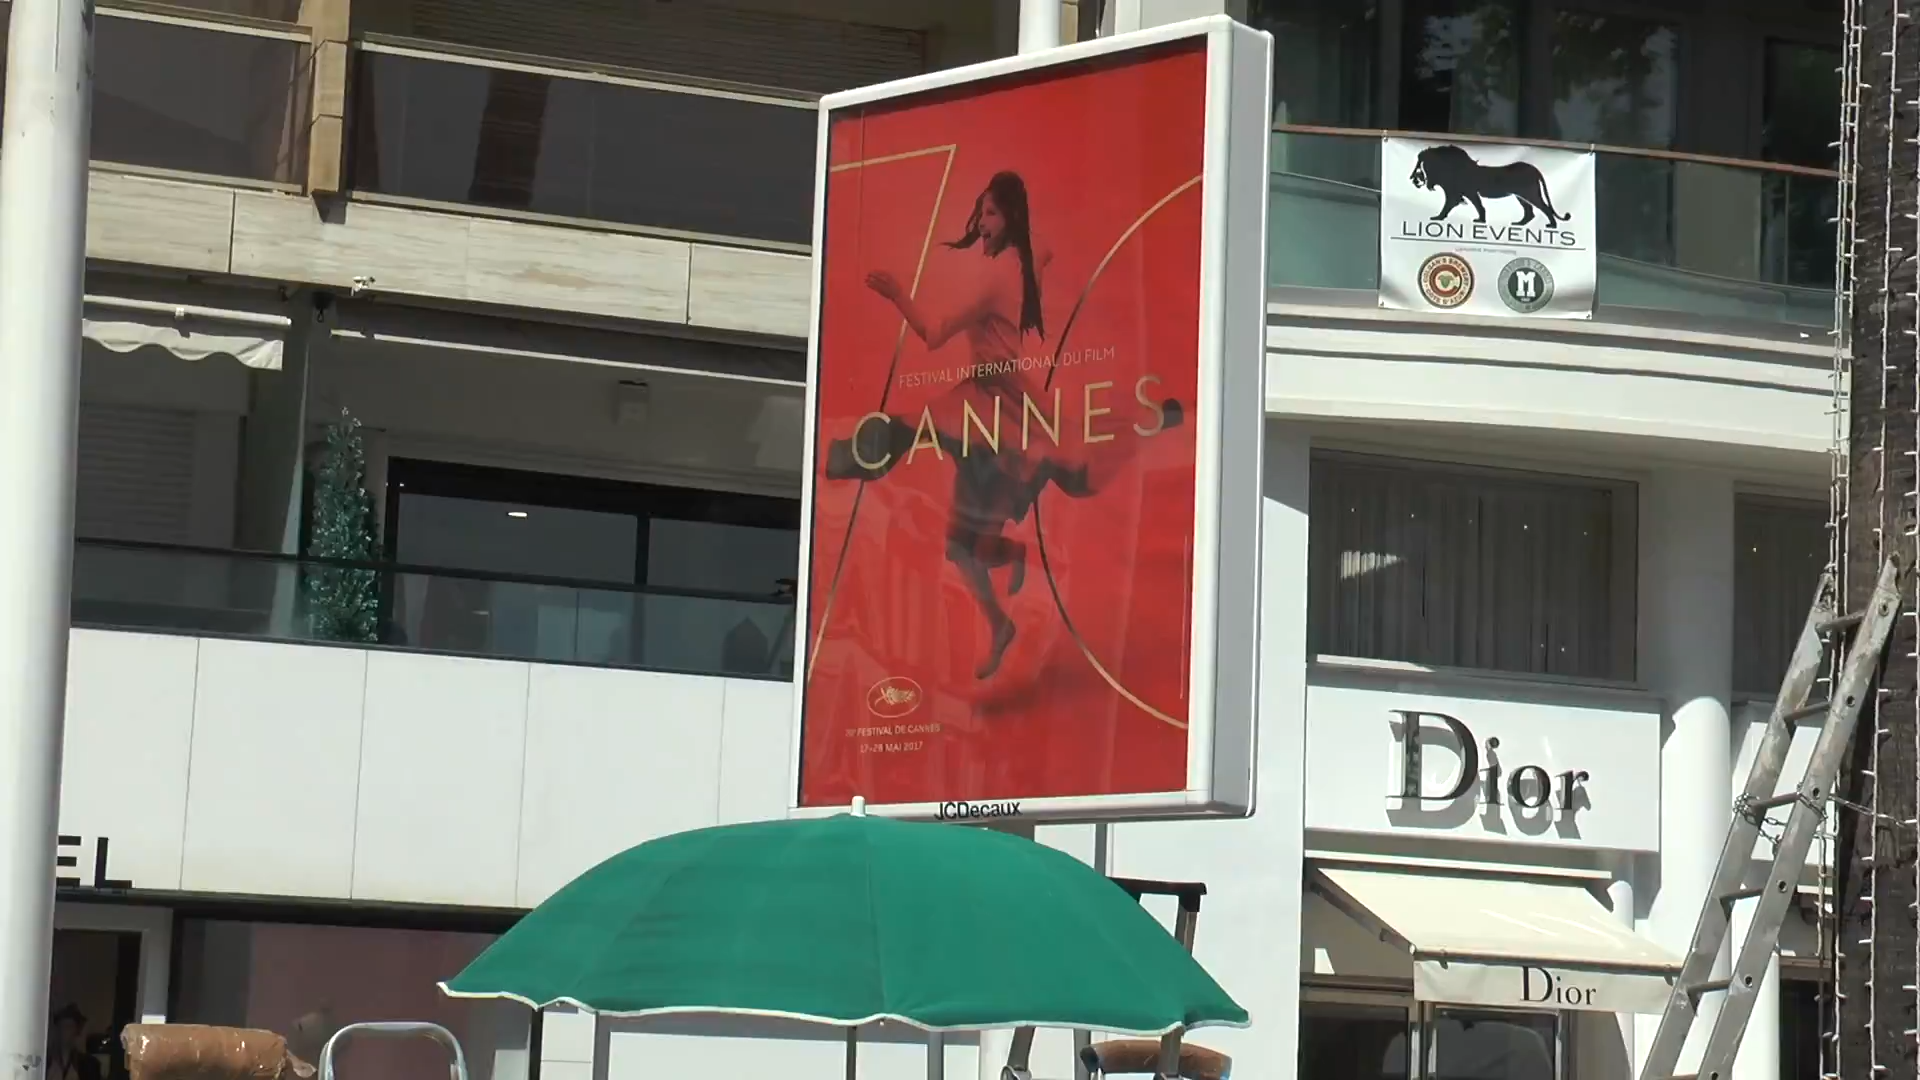 70
FESTIVAL INTERNATIONAL DU FILM
CANNES
70e FESTIVAL DE CANNES
17-28 MAI 2017
JCDecaux
LION EVENTS
M
Dior
Dior
EL